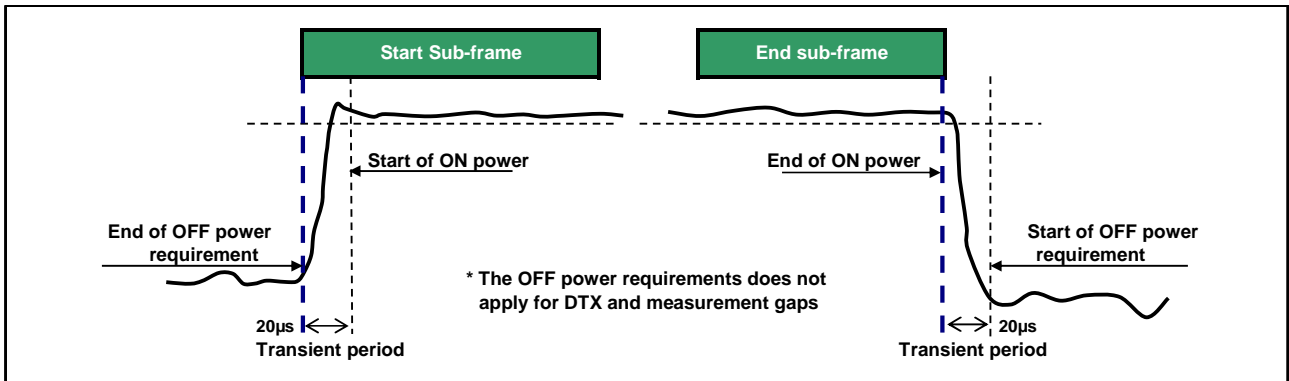 Start Sub-frame
End sub-frame
Start of ON power
End of ON power
End of OFF power
requirement
Start of OFF power
requirement
* The OFF power requirements does not
apply for DTX and measurement gaps
20µs
Transient period
20µs
Transient period